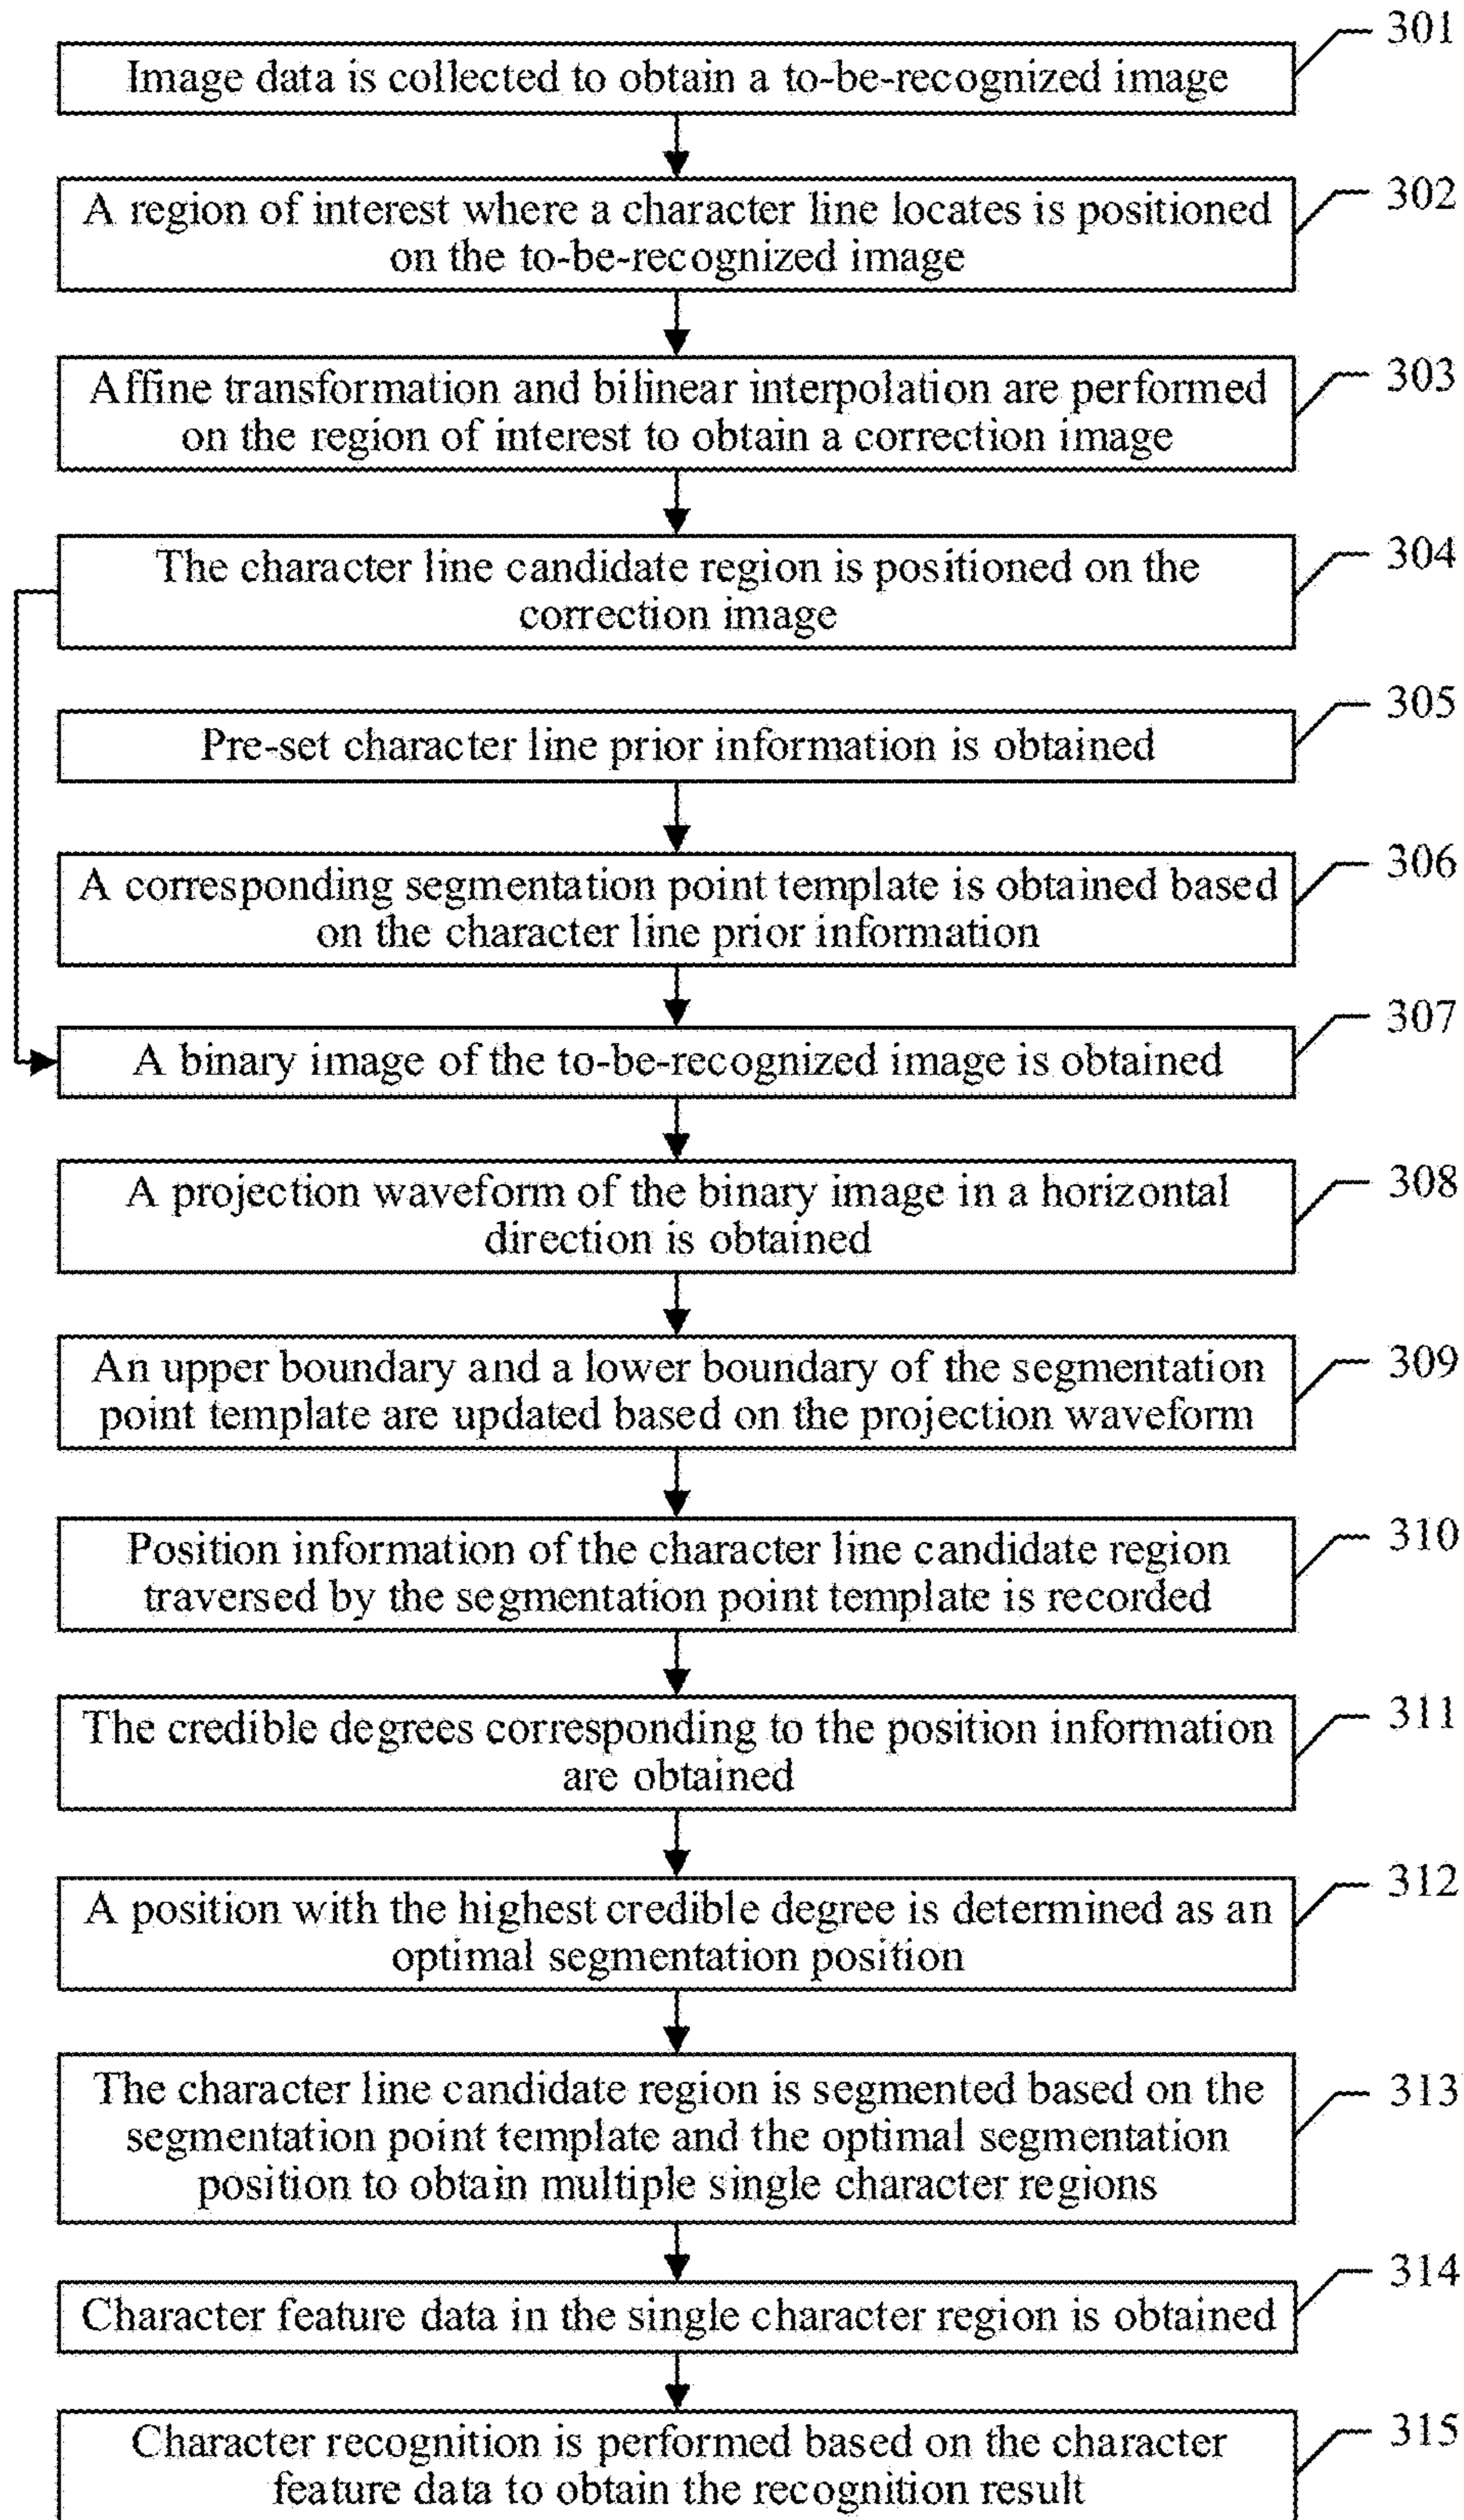 301
Image data is collected to obtain a to-be-recognized image
302
A region of interest where a character line locates is positioned
on the to-be-recognized image
303
Affine transformation and bilinear interpolation are performed
on the region of interest to obtain a correction image
304
The character line candidate region is positioned on the
correction image
305
Pre-set character line prior information is obtained
306
A corresponding segmentation point template is obtained based
on the character line prior information
307
A binary image of the to-be-recognized image is obtained
308
A projection waveform of the binary image in a horizontal
direction is obtained
309
An upper boundary and a lower boundary of the segmentation
point template are updated based on the projection waveform
310
Position information of the character line candidate region
traversed by the segmentation point template is recorded
311
The credible degrees corresponding to the position information
are obtained
312
A position with the highest credible degree is determined as an
optimal segmentation position
313
The character line candidate region is segmented based on the
segmentation point template and the optimal segmentation
position to obtain multiple single character regions
314
Character feature data in the single character region is obtained
315
Character recognition is performed based on the character
feature data to obtain the recognition result